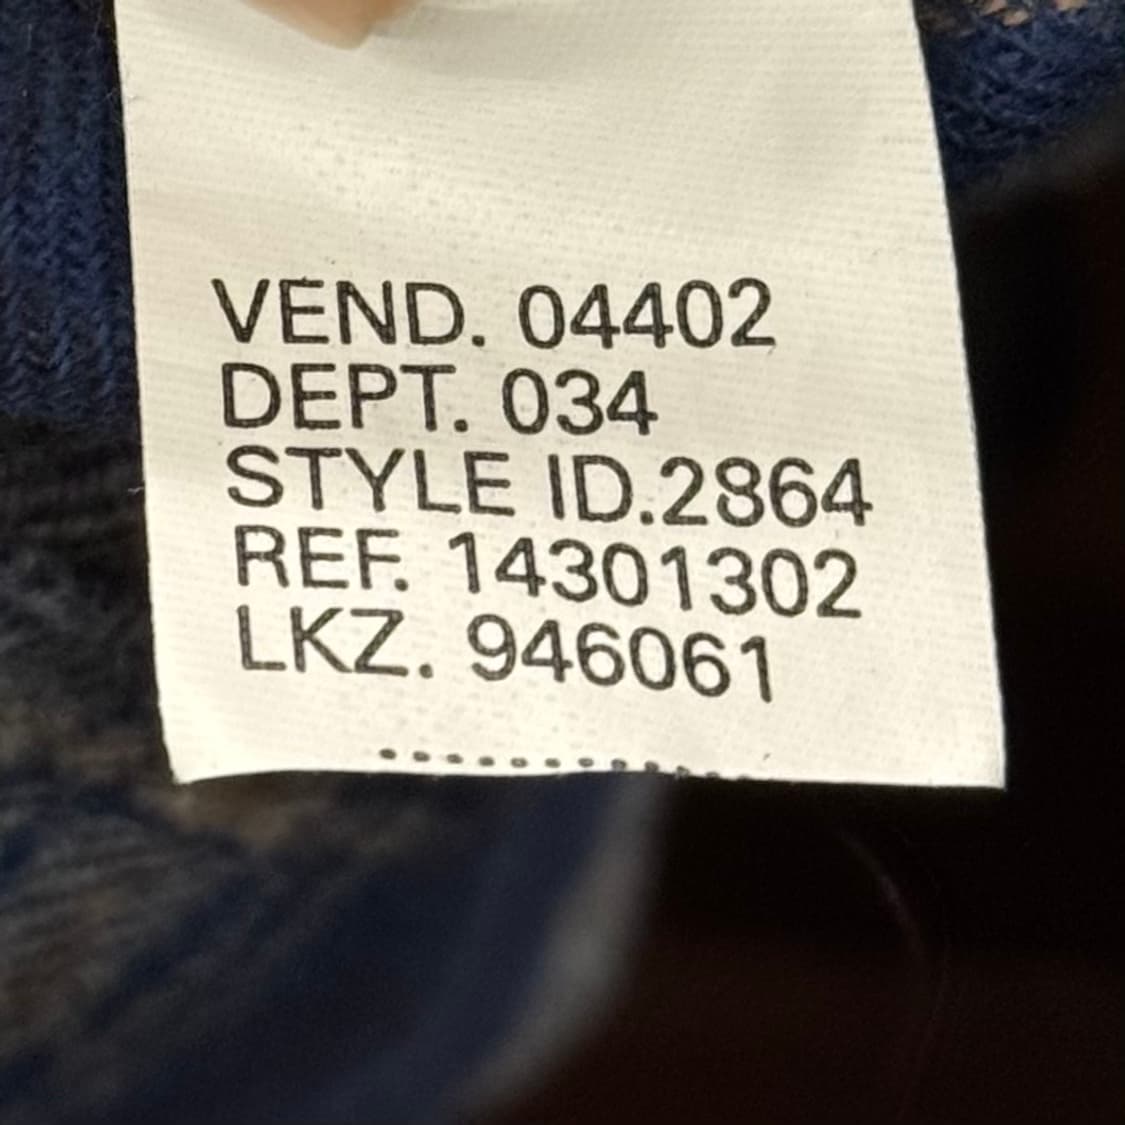 VEND. 04402
DEPT. 034
STYLE ID.2864
REF. 14301302
LKZ. 946061